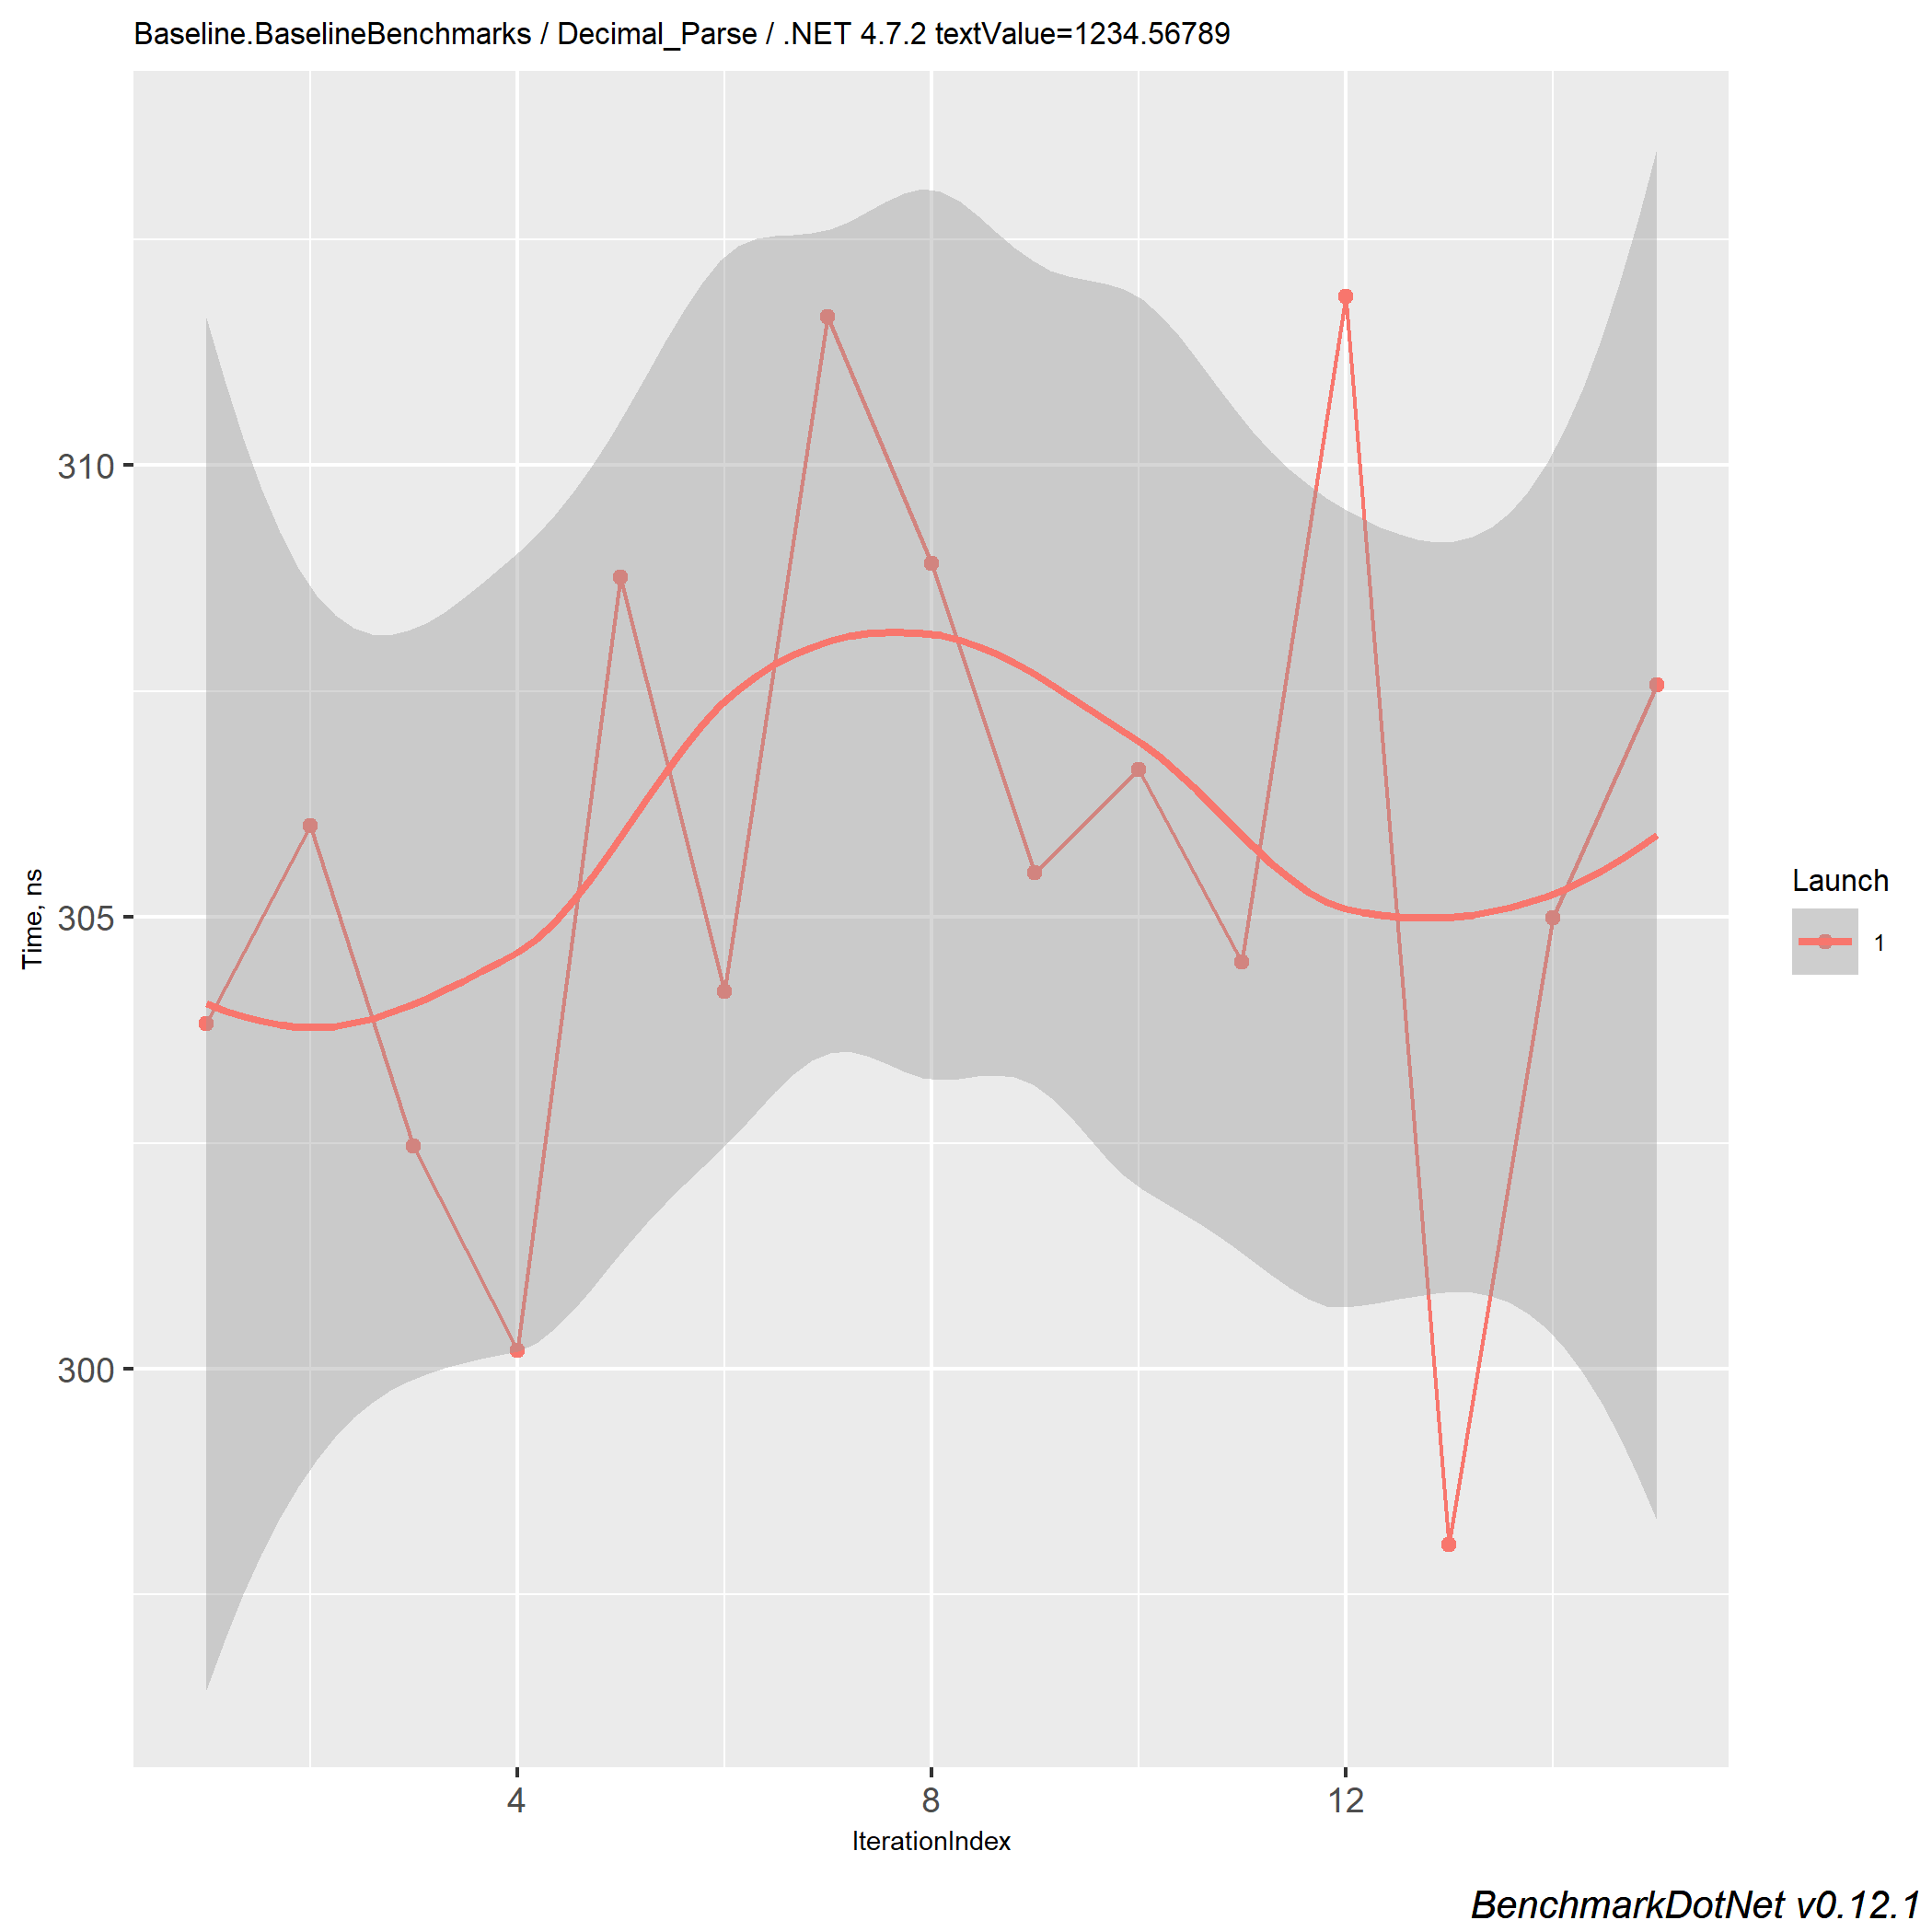 Baseline.BaselineBenchmarks / Decimal_Parse / .NET 4.7.2 textValue=1234.56789
310
305
300
Time, ns
4 8 12
IterationIndex
Launch
1
BenchmarkDotNet v0.12.1